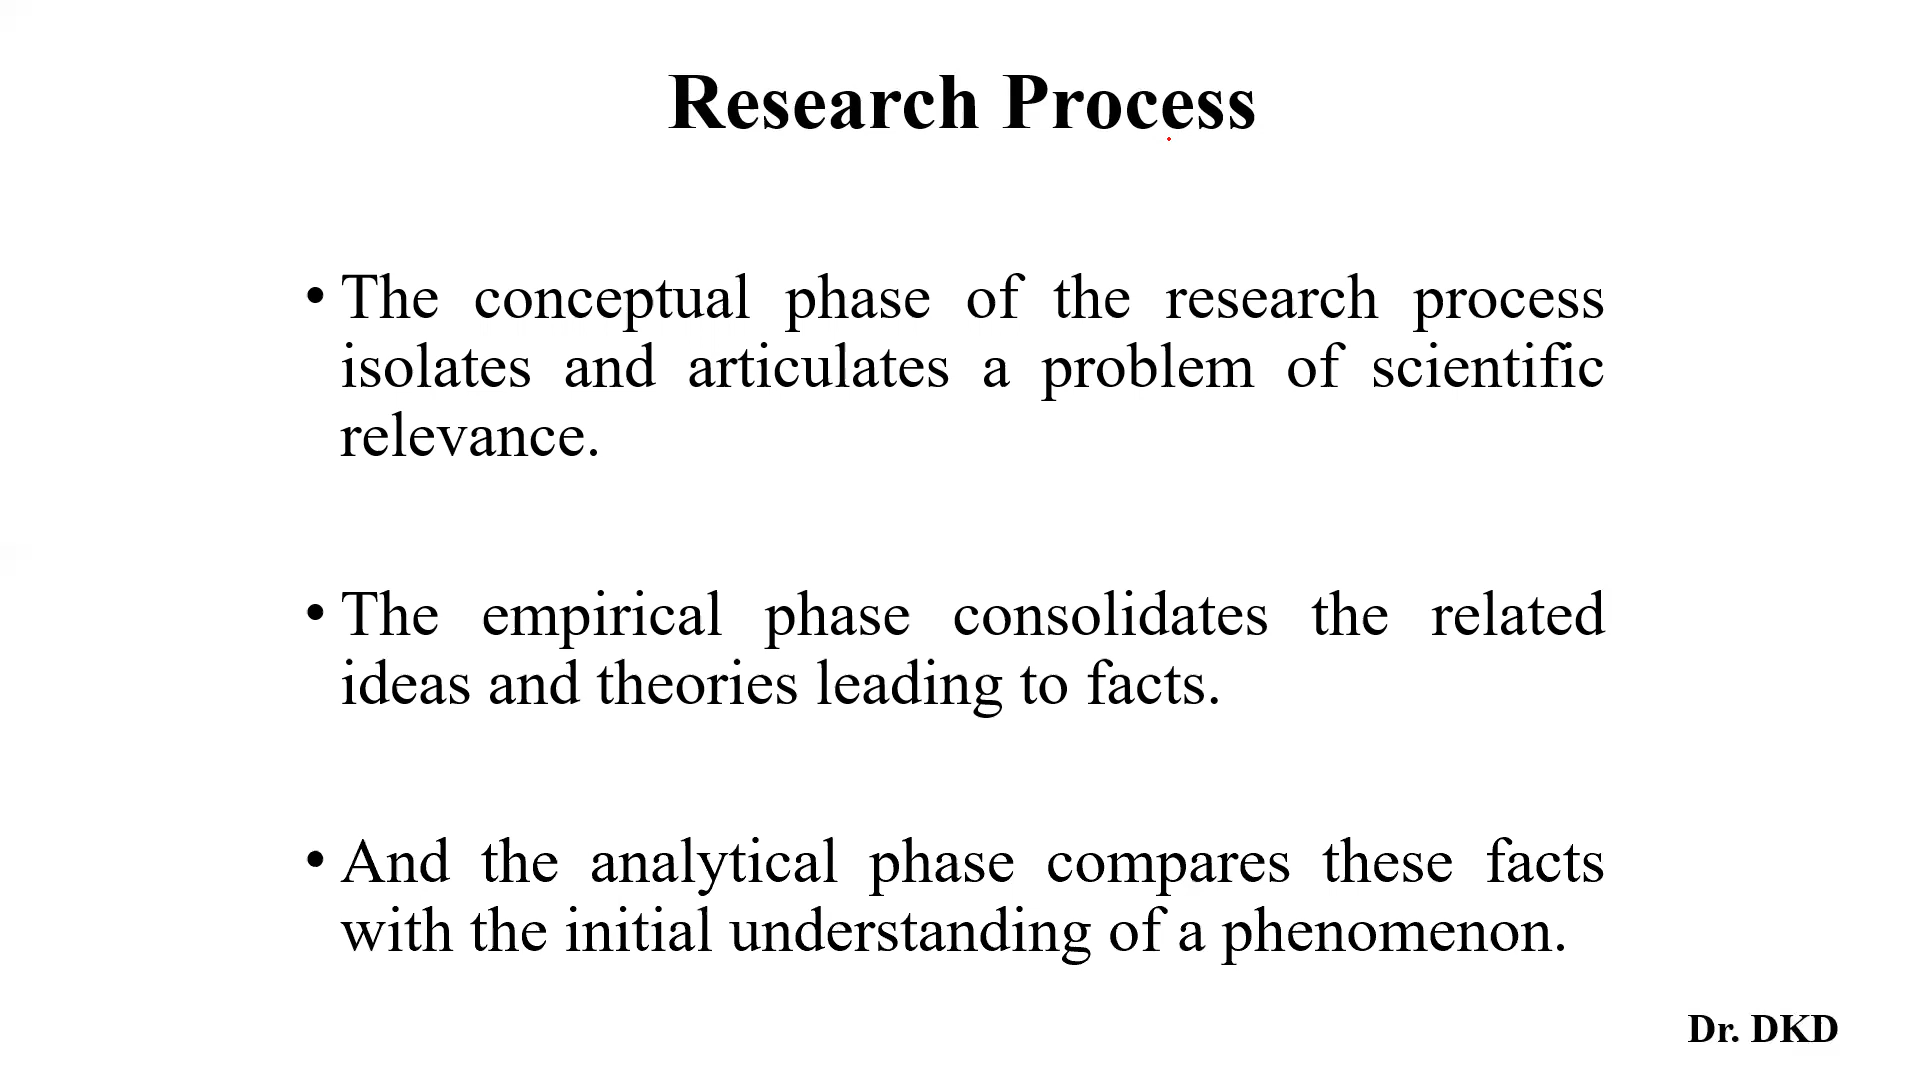 Research Process
• The conceptual phase of the research process
isolates and articulates a problem of scientific
relevance.
• The empirical phase consolidates the related
ideas and theories leading to facts.
• And the analytical phase compares these facts
with the initial understanding of a phenomenon.
Dr. DKD